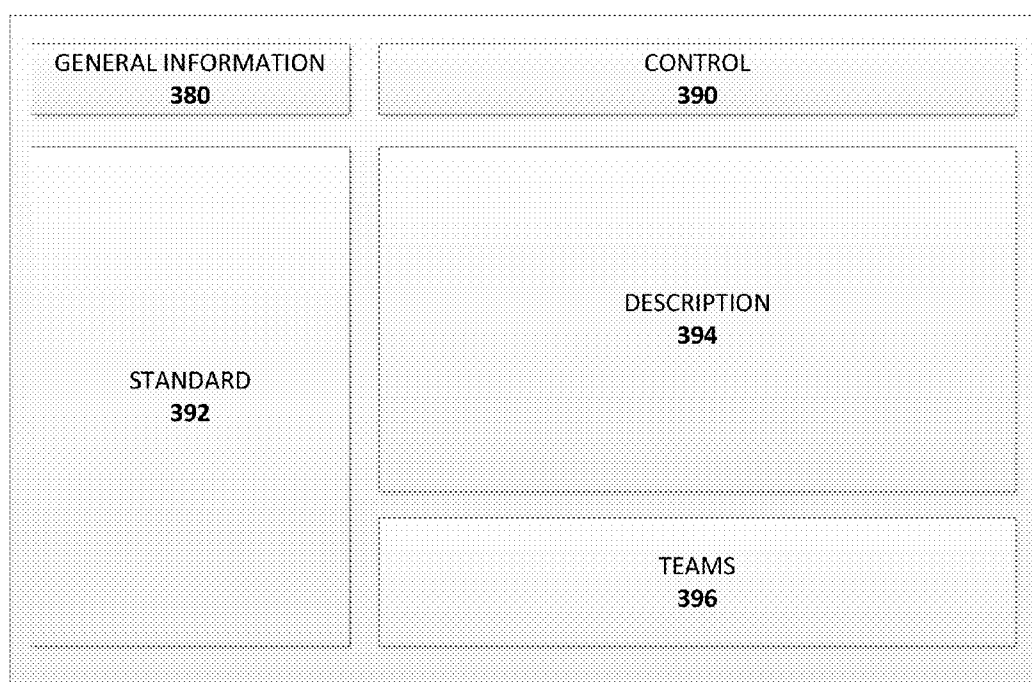 GENERAL INFORMATION
380
CONTROL
390
STANDARD
392
DESCRIPTION
394
TEAMS
396